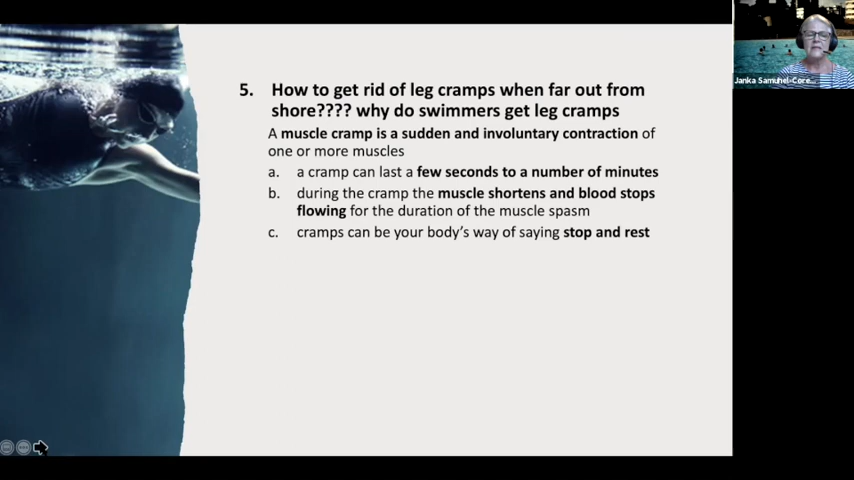 5. How to get rid of leg cramps when far out from
shore???? why do swimmers get leg cramps
A muscle cramp is a sudden and involuntary contraction of
one or more muscles
a. a cramp can last a few seconds to a number of minutes
b. during the cramp the muscle shortens and blood stops
flowing for the duration of the muscle spasm
c. cramps can be your body's way of saying stop and rest
Janka Samuhel-Core...